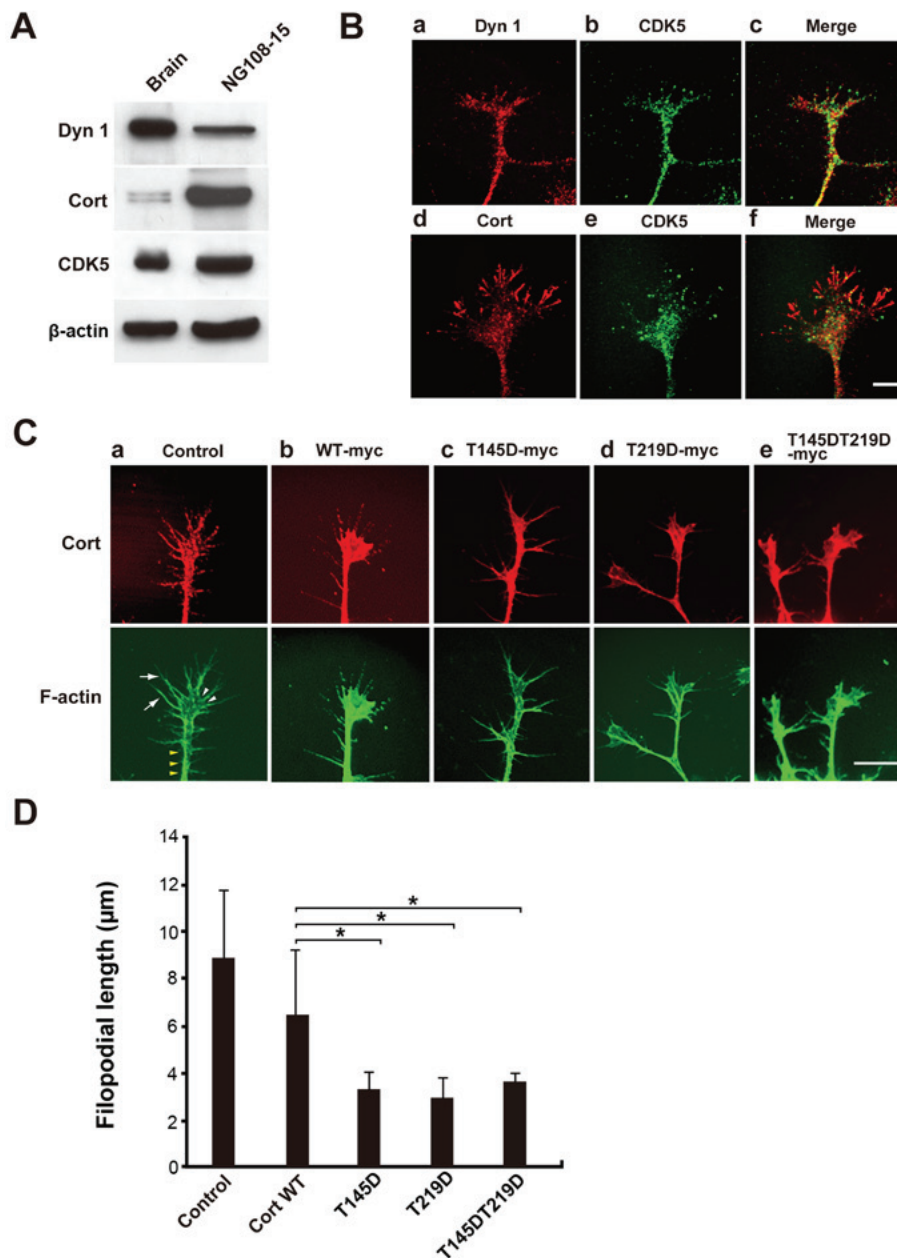 A
Brain NG108-15
Dyn 1
Cort
CDK5
β-actin
B
a Dyn 1 b CDK5 c Merge
d Cort e CDK5 f Merge
C
a Control b WT-myc c T145D-myc d T219D-myc e T145DT219D
-myc
Cort
F-actin
D
Filopodial length (μm)
14
12
10
8
6
4
2
0
*
*
*
Control Cort WT T145D T219D T145DT219D